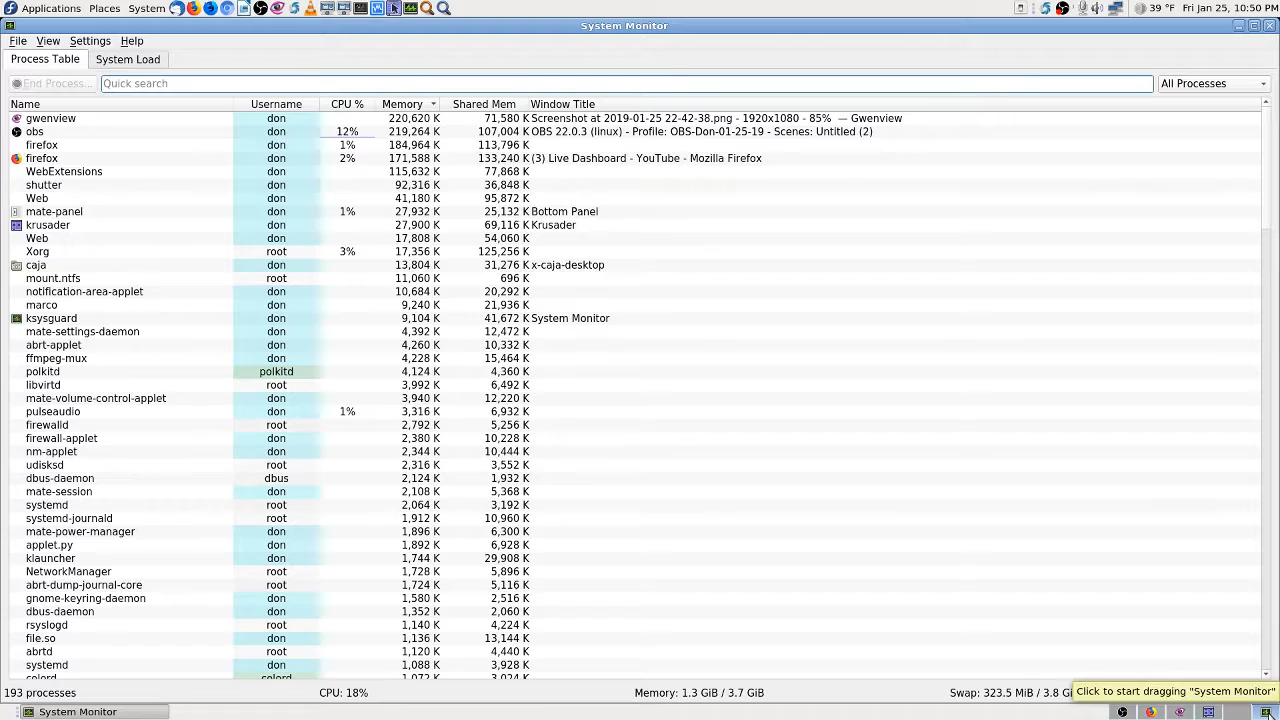 Applications Places System 39 °F Fri Jan 25, 10:50 PM
System Monitor
File View Settings Help
Process Table System Load
End Process... Quick search All Processes
Name Username CPU % Memory Shared Mem Window Title
gwenview don 220,620 K 71,580 K Screenshot at 2019-01-25 22-42-38.png - 1920x1080 - 85% — Gwenview
obs don 12% 219,264 K 107,004 K OBS 22.0.3 (linux) - Profile: OBS-Don-01-25-19 - Scenes: Untitled (2)
firefox don 1% 184,964 K 113,796 K
firefox don 2% 171,588 K 133,240 K (3) Live Dashboard - YouTube - Mozilla Firefox
WebExtensions don 115,632 K 77,868 K
shutter don 92,316 K 36,848 K
Web don 41,180 K 95,872 K
mate-panel don 1% 27,932 K 25,132 K Bottom Panel
krusader don 27,900 K 69,116 K Krusader
Web don 17,808 K 54,060 K
Xorg root 3% 17,356 K 125,256 K
caja don 13,804 K 31,276 K x-caja-desktop
mount.ntfs root 11,060 K 696 K
notification-area-applet don 10,684 K 20,292 K
marco don 9,240 K 21,936 K
ksysguard don 9,104 K 41,672 K System Monitor
mate-settings-daemon don 4,392 K 12,472 K
abrt-applet don 4,260 K 10,332 K
ffmpeg-mux don 4,228 K 15,464 K
polkitd polkitd 4,124 K 4,360 K
libvirtd root 3,992 K 6,492 K
mate-volume-control-applet don 3,940 K 12,220 K
pulseaudio don 1% 3,316 K 6,932 K
firewalld root 2,792 K 5,256 K
firewall-applet don 2,380 K 10,228 K
nm-applet don 2,344 K 10,444 K
udisksd root 2,316 K 3,552 K
dbus-daemon dbus 2,124 K 1,932 K
mate-session don 2,108 K 5,368 K
systemd root 2,064 K 3,192 K
systemd-journald root 1,912 K 10,960 K
mate-power-manager don 1,896 K 6,300 K
applet.py don 1,892 K 6,928 K
klauncher don 1,744 K 29,908 K
NetworkManager root 1,728 K 5,896 K
abrt-dump-journal-core root 1,724 K 5,116 K
gnome-keyring-daemon don 1,580 K 2,516 K
dbus-daemon don 1,352 K 2,060 K
rsyslogd root 1,140 K 4,224 K
file.so don 1,136 K 13,144 K
abrtd root 1,120 K 4,440 K
systemd don 1,088 K 3,928 K
colord colord 1,072 K 3,024 K
193 processes CPU: 18% Memory: 1.3 GiB / 3.7 GiB Swap: 323.5 MiB / 3.8 G
Click to start dragging "System Monitor"
System Monitor